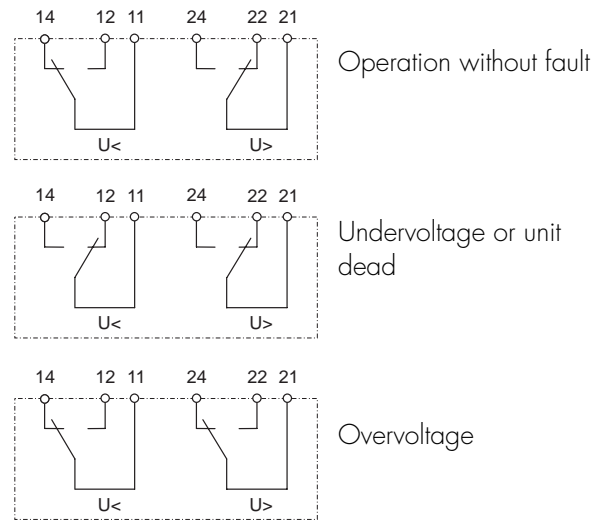 14 12 11 24 22 21
Operation without fault
U< U>
14 12 11 24 22 21
Undervoltage or unit
dead
U< U>
14 12 11 24 22 21
Overvoltage
U< U>